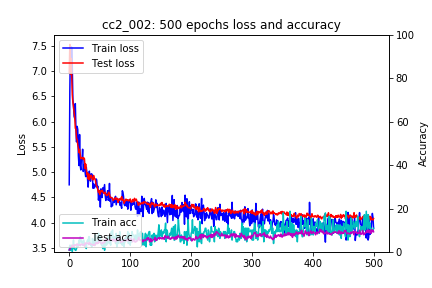 cc2_002: 500 epochs loss and accuracy
Train loss
Test loss
Train acc
Test acc
Loss
7.5
7.0
6.5
6.0
5.5
5.0
4.5
4.0
3.5
0 100 200 300 400 500
100
80
60
40
20
0
Accuracy